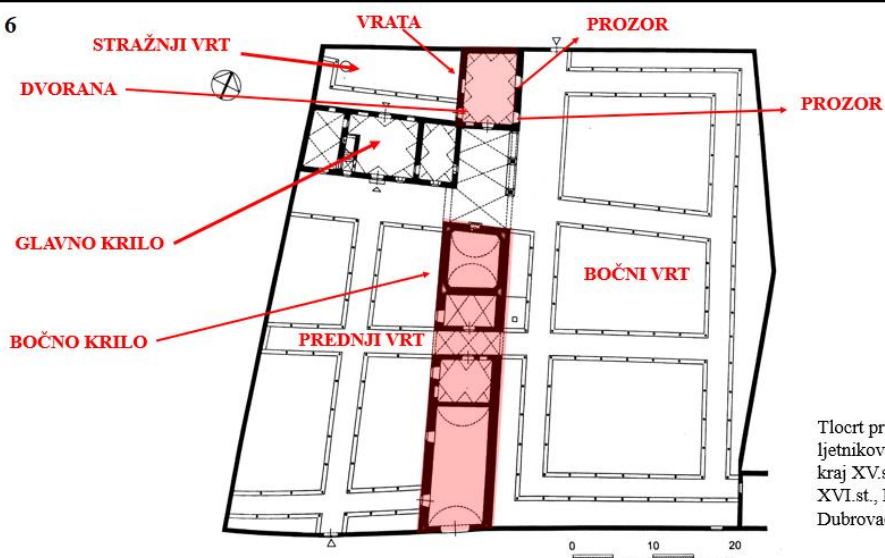 6
VRATA
PROZOR
STRAŽNJI VRT
DVORANA
PROZOR
GLAVNO KRILO
BOČNI VRT
BOČNO KRILO
PREDNJI VRT
Tlocrt pr
ljetnikov
kraj XV.s
XVI.st.,
Dubrova
0 10 20